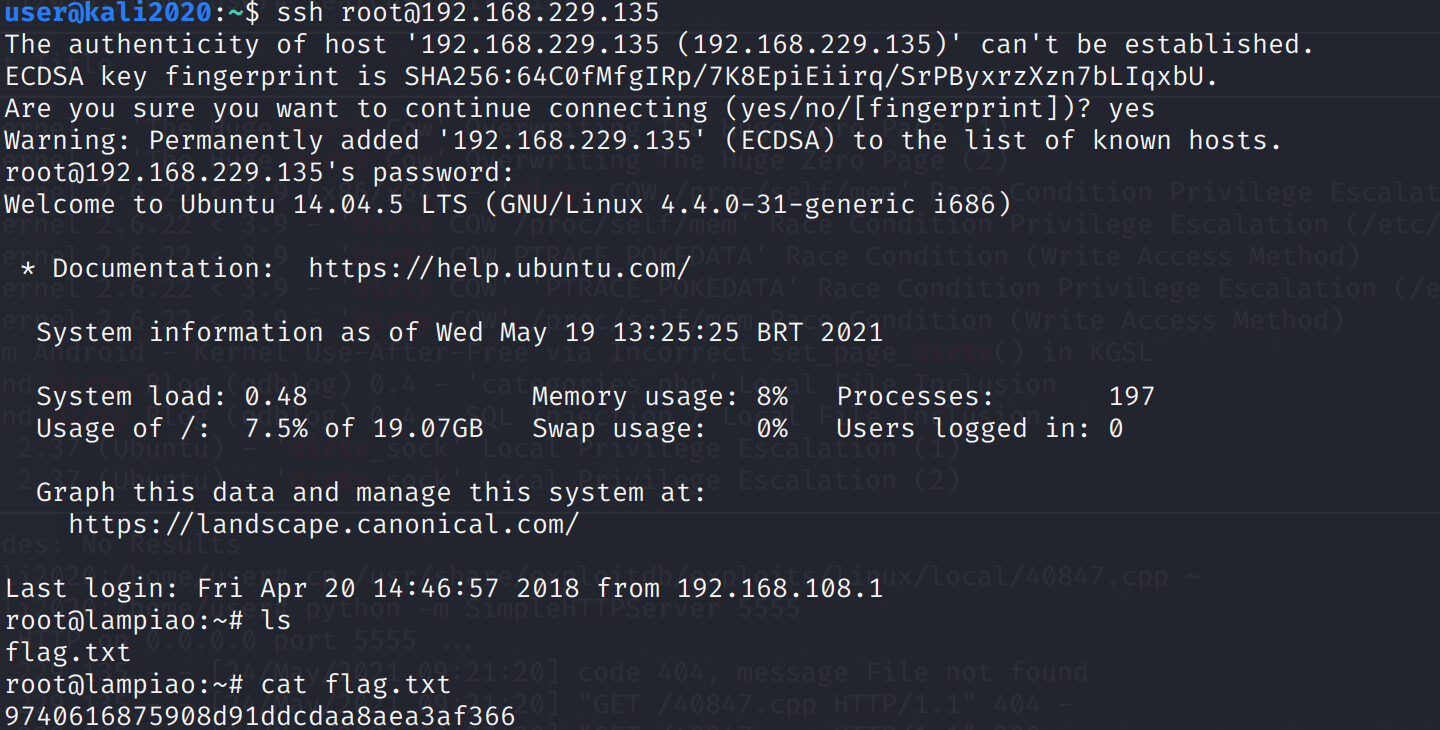 user@kali2020:~$ ssh root@192.168.229.135
The authenticity of host '192.168.229.135 (192.168.229.135)' can't be established.
ECDSA key fingerprint is SHA256:64C0fMfgIRp/7K8EpiEiirq/SrPByxrzXzn7bLIqxbU.
Are you sure you want to continue connecting (yes/no/[fingerprint])? yes
Warning: Permanently added '192.168.229.135' (ECDSA) to the list of known hosts.
root@192.168.229.135's password:
Welcome to Ubuntu 14.04.5 LTS (GNU/Linux 4.4.0-31-generic i686)
* Documentation:  https://help.ubuntu.com/
System information as of Wed May 19 13:25:25 BRT 2021
System load: 0.48 Memory usage: 8% Processes: 197
Usage of /: 7.5% of 19.07GB Swap usage: 0% Users logged in: 0
Graph this data and manage this system at:
https://landscape.canonical.com/
Last login: Fri Apr 20 14:46:57 2018 from 192.168.108.1
root@lampiao:~# ls
flag.txt
root@lampiao:~# cat flag.txt
9740616875908d91ddcdaa8aea3af366